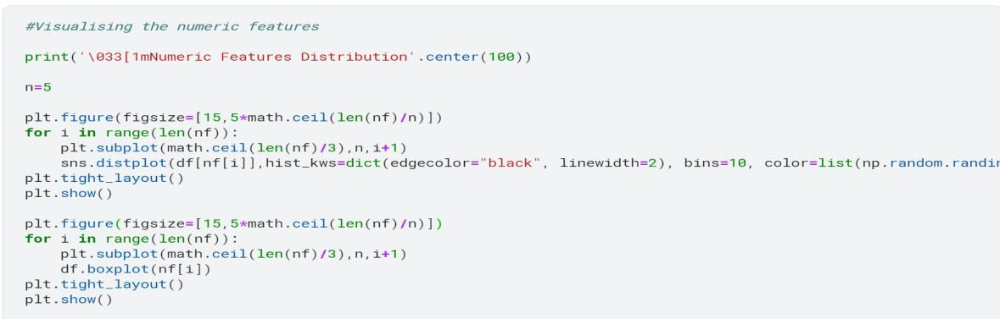 #Visualising the numeric features
print('\033[1mNumeric Features Distribution'.center(100))
n=5
plt.figure(figsize=[15,5*math.ceil(len(nf)/n)])
for i in range(len(nf)):
    plt.subplot(math.ceil(len(nf)/3),n,i+1)
    sns.distplot(df[nf[i]],hist_kws=dict(edgecolor="black", linewidth=2), bins=10, color=list(np.random.randin
plt.tight_layout()
plt.show()
plt.figure(figsize=[15,5*math.ceil(len(nf)/n)])
for i in range(len(nf)):
    plt.subplot(math.ceil(len(nf)/3),n,i+1)
    df.boxplot(nf[i])
plt.tight_layout()
plt.show()